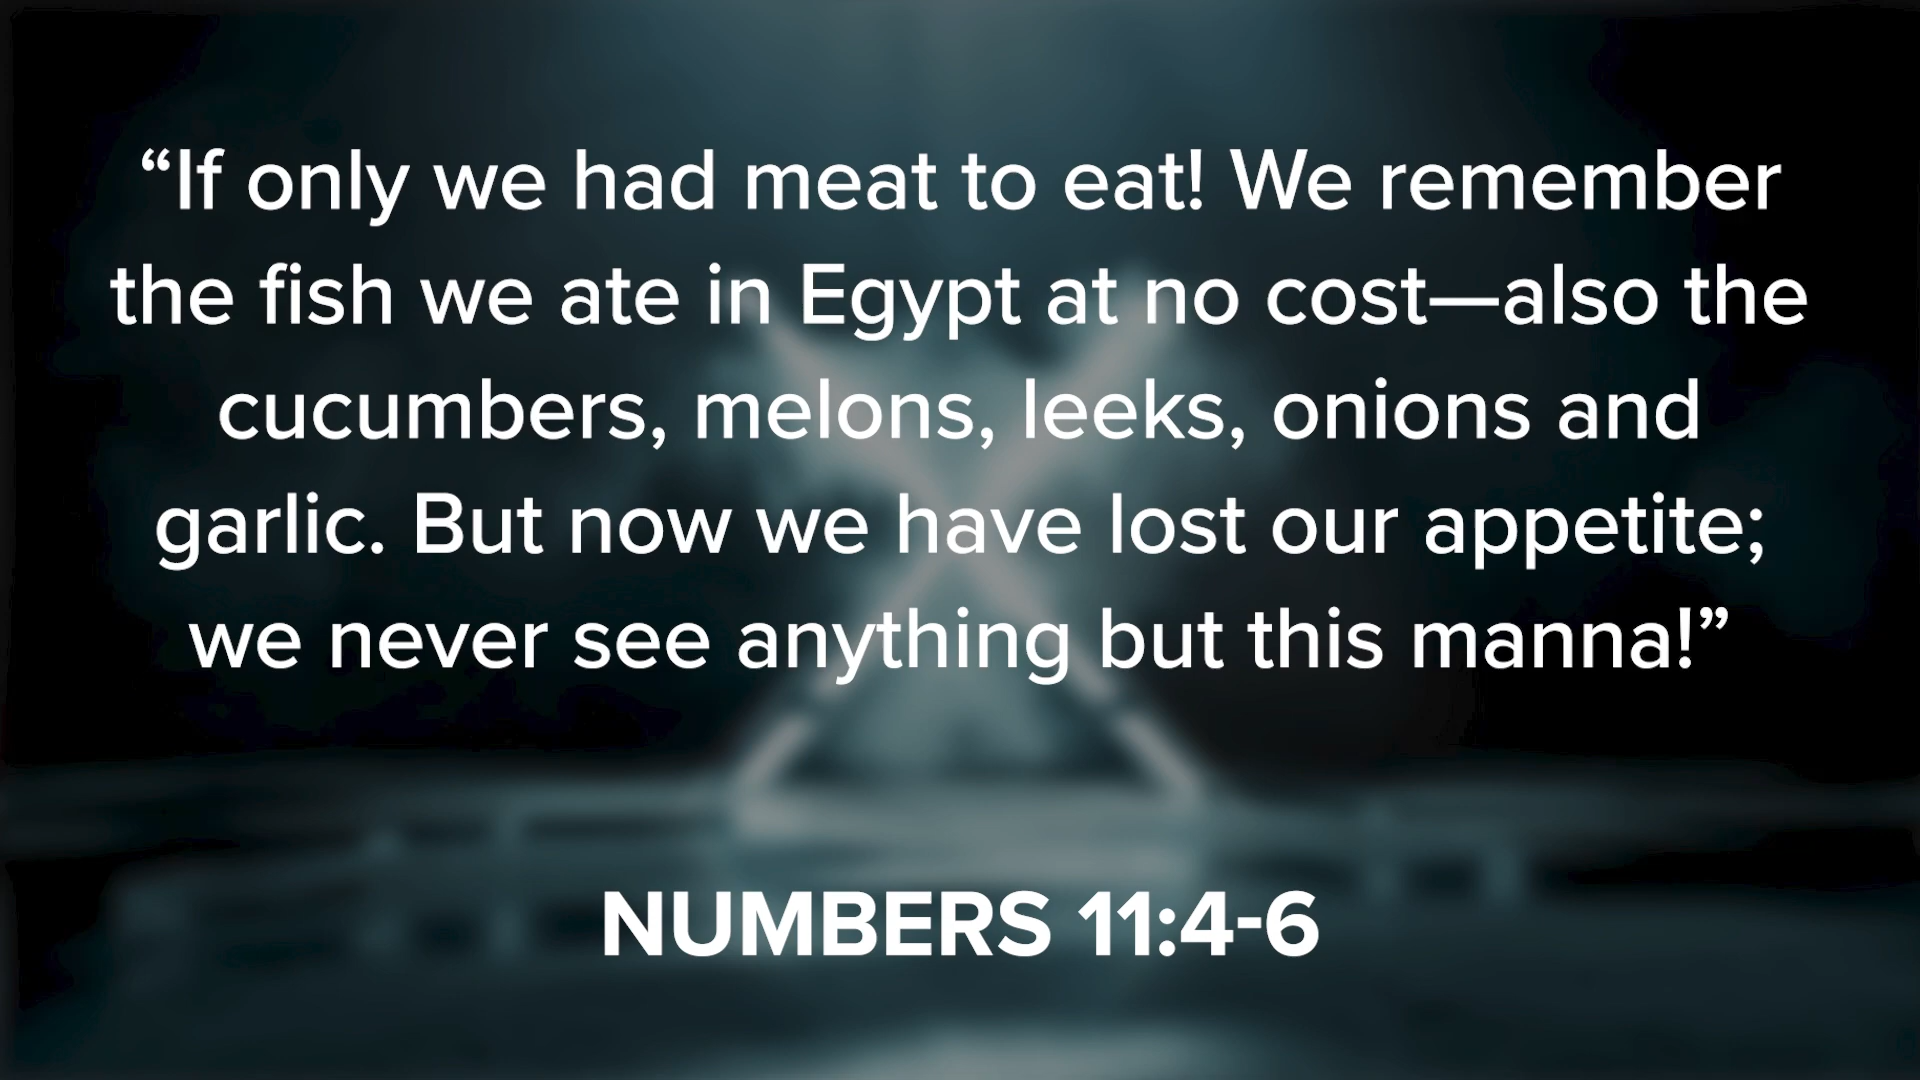 “If only we had meat to eat! We remember
the fish we ate in Egypt at no cost—also the
cucumbers, melons, leeks, onions and
garlic. But now we have lost our appetite;
we never see anything but this manna!”
NUMBERS 11:4-6